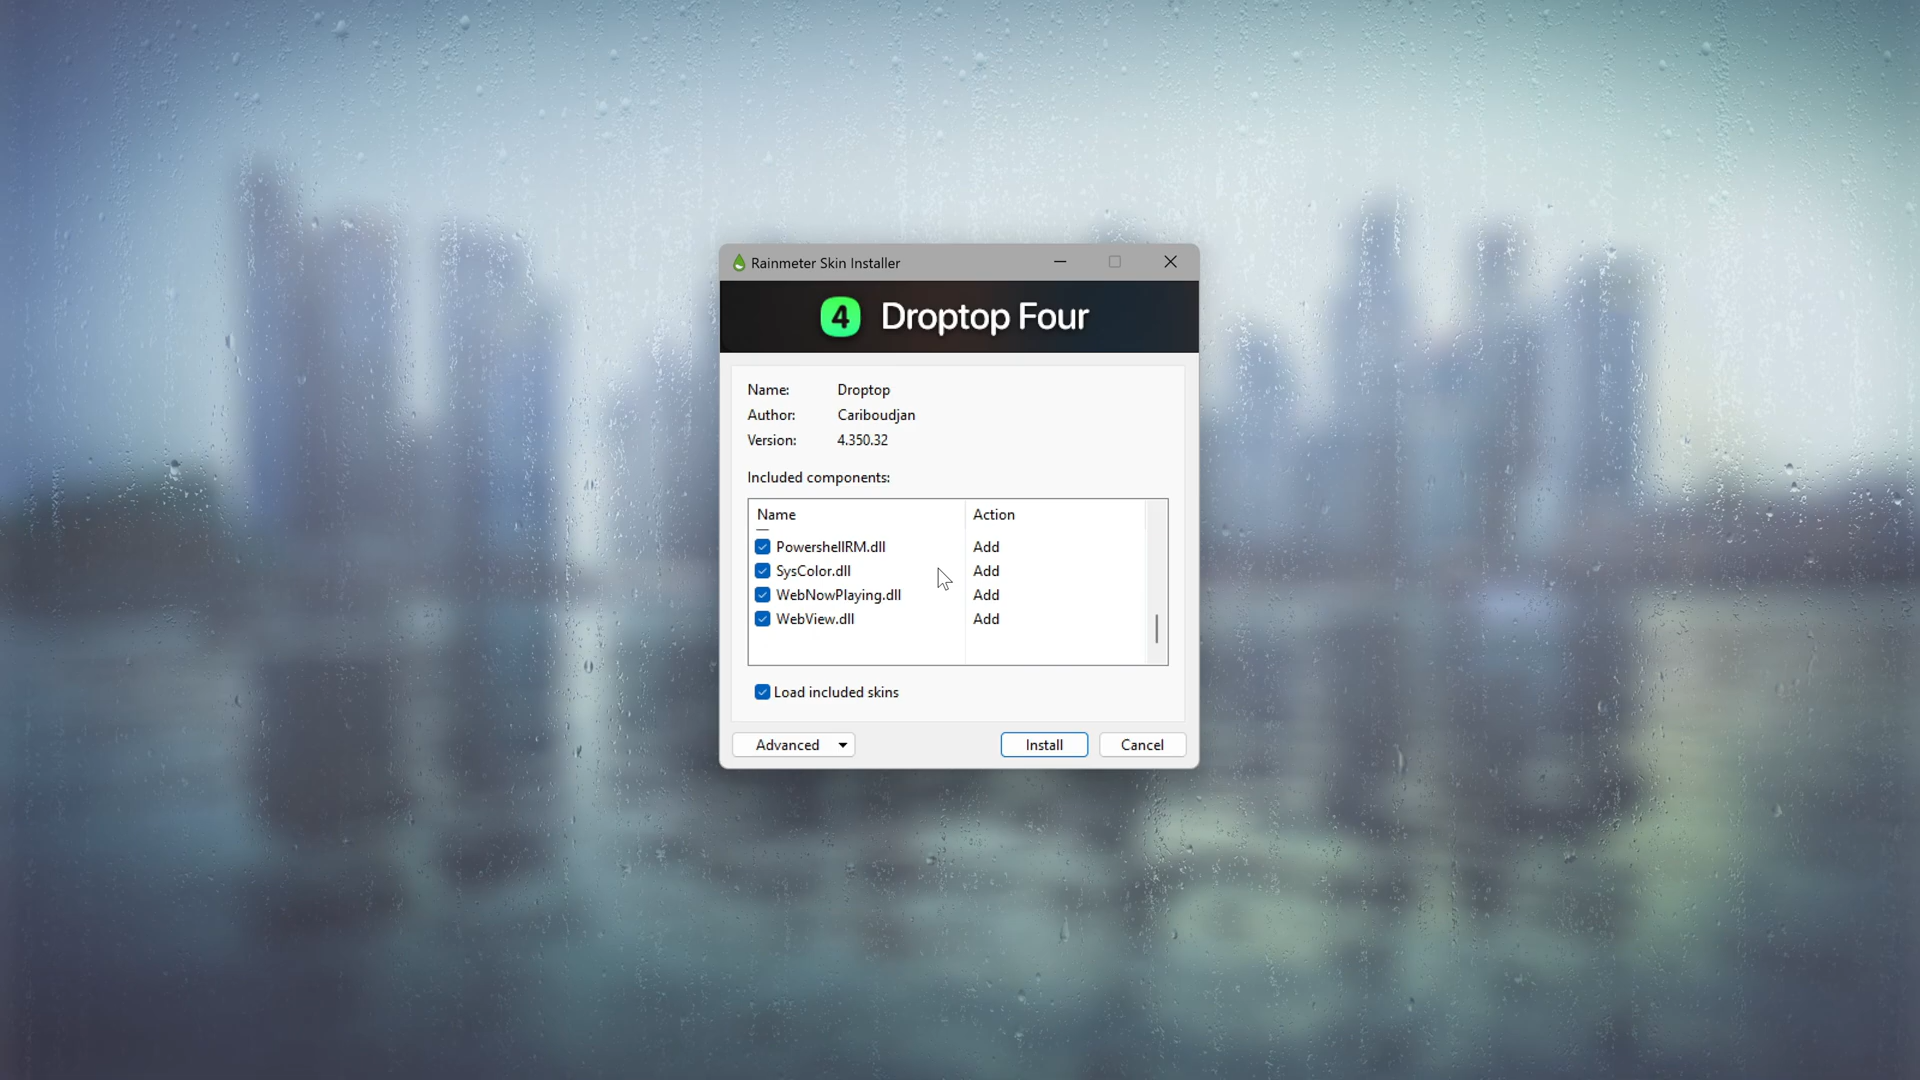 Rainmeter Skin Installer
4 Droptop Four
Name: Droptop
Author: Cariboudjan
Version: 4.350.32
Included components:
Name Action
PowershellRM.dll Add
SysColor.dll Add
WebNowPlaying.dll Add
WebView.dll Add
Load included skins
Advanced Install Cancel